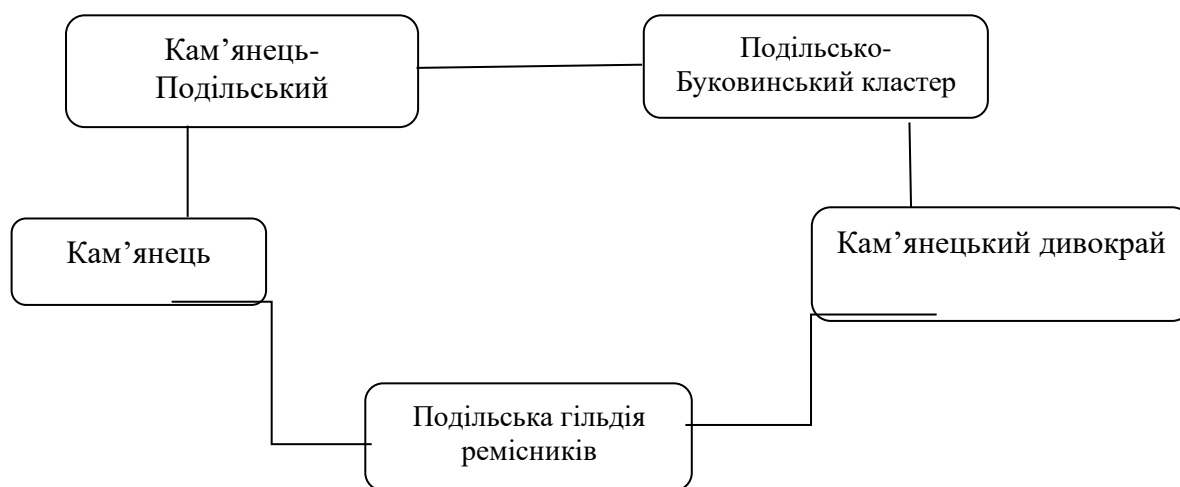 Кам’янець-
Подільський
Подільсько-
Буковинський кластер
Кам’янець
Кам’янецький дивокрай
Подільська гільдія
ремісників